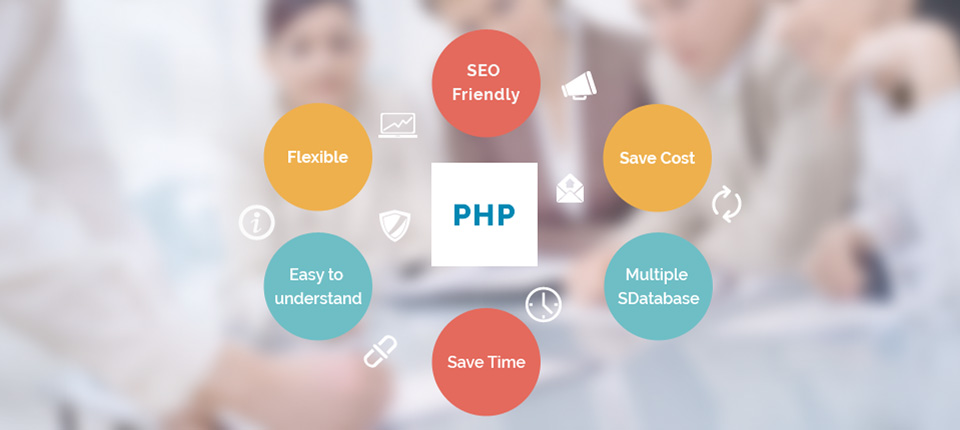 SEO
Friendly
Flexible
Save Cost
PHP
Easy to
understand
Multiple
SDatabase
Save Time